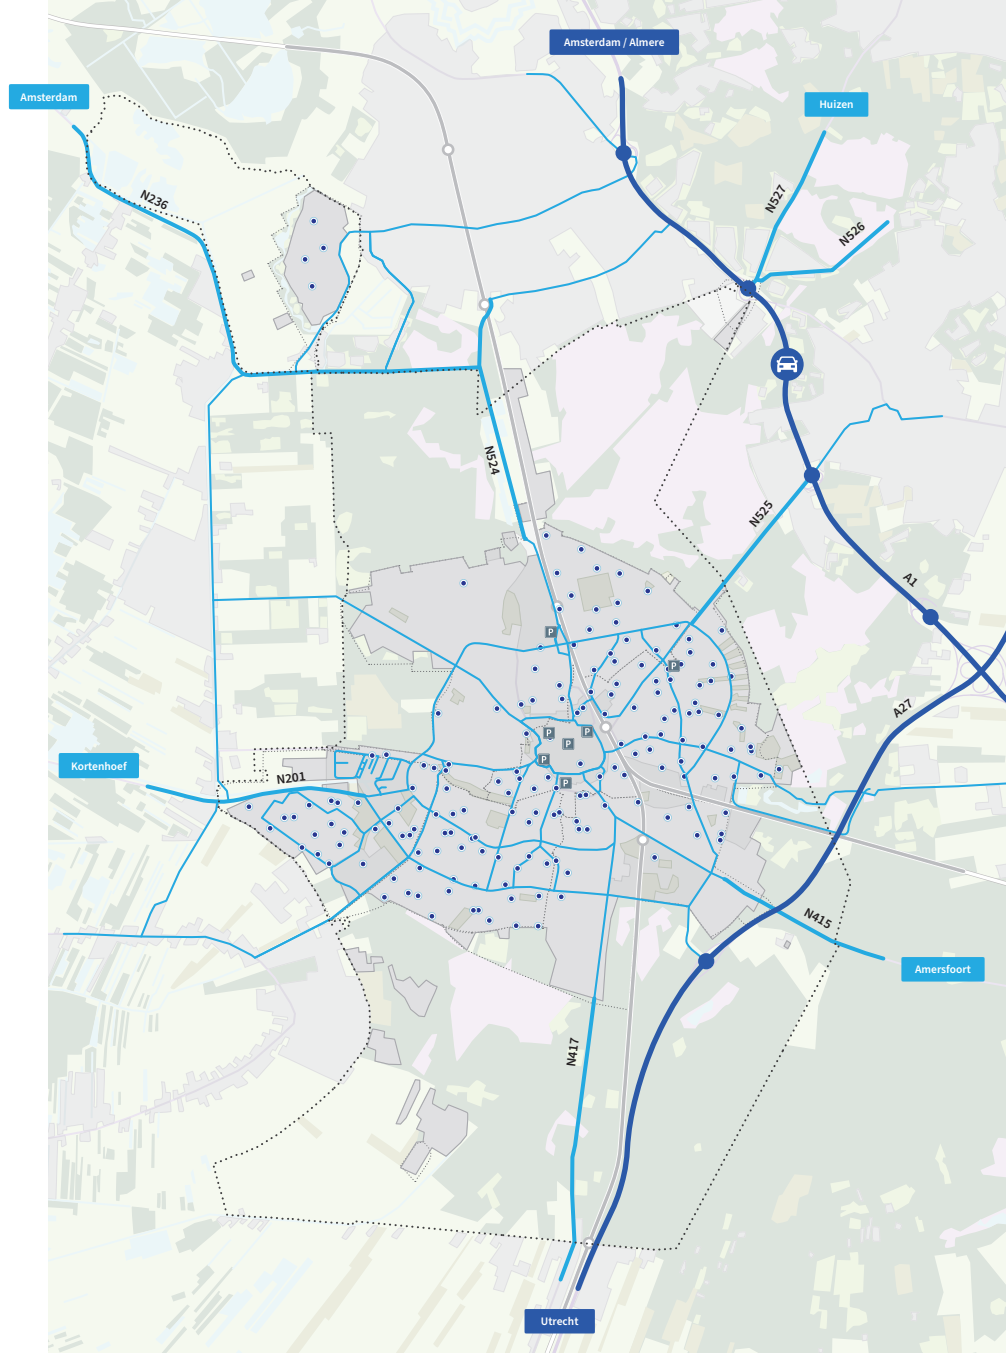 Amsterdam / Almere
Amsterdam
Huizen
N236
N527
N526
N524
N525
A1
P
P
A27
P
P
P
P
Kortenhoef
N201
P
N415
Amersfoort
N417
Utrecht